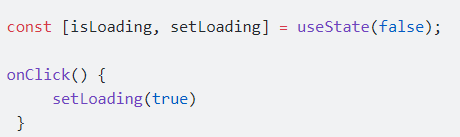 const [isLoading, setLoading] = useState(false);

onClick() {
     setLoading(true)
 }